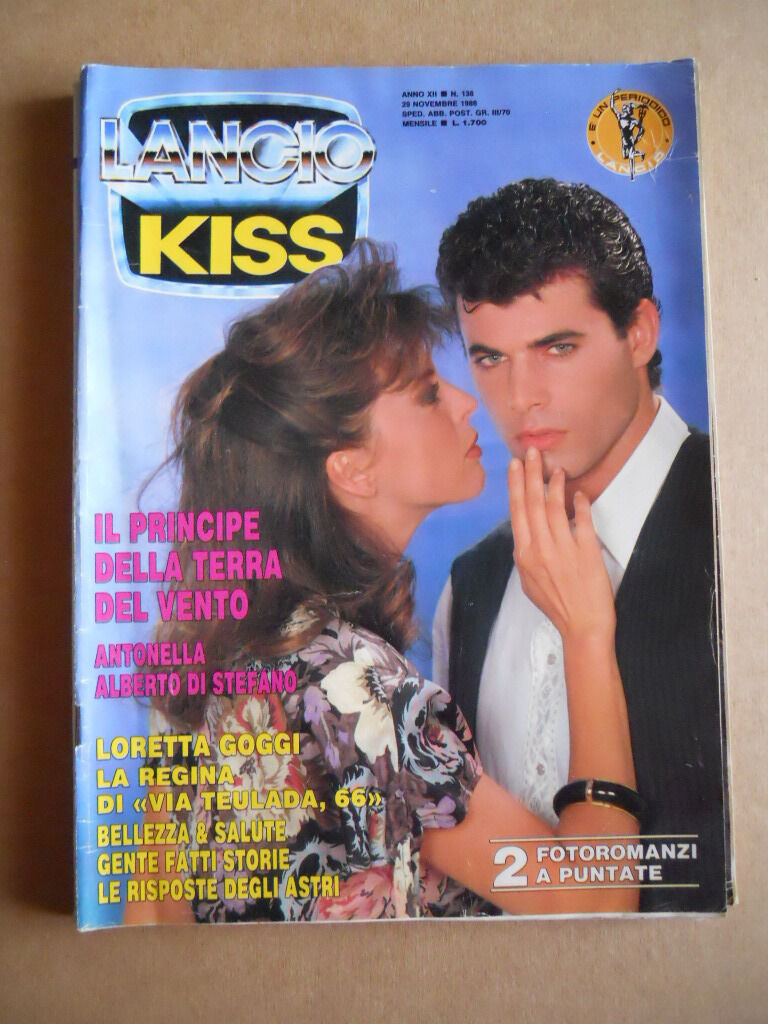 ANNO XII ■ N. 138
29 NOVEMBRE 1988
SPED. ABB. POST. GR. III/70
MENSILE ■ L. 1.700
È UN PERIODICO
LANCIO
LANCIO
KISS
IL PRINCIPE
DELLA TERRA
DEL VENTO
ANTONELLA
ALBERTO DI STEFANO
LORETTA GOGGI
LA REGINA
DI «VIA TEULADA, 66»
BELLEZZA & SALUTE
GENTE FATTI STORIE
LE RISPOSTE DEGLI ASTRI
2 FOTOROMANZI
A PUNTATE